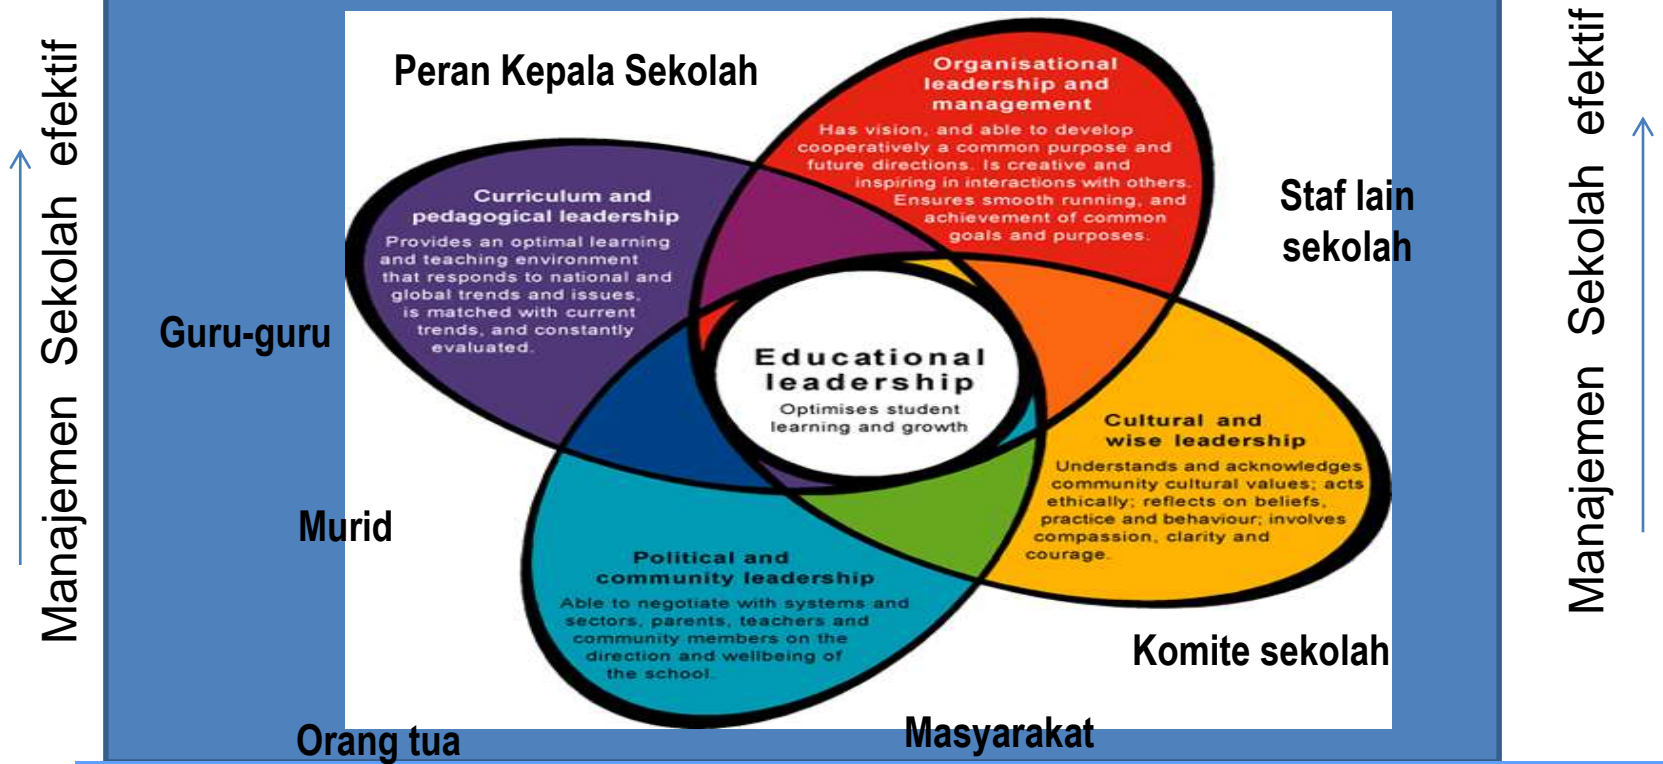 Manajemen Sekolah efektif
Peran Kepala Sekolah
Organisational
leadership and
management
Has vision, and able to develop
cooperatively a common purpose and
future directions. Is creative and
inspiring in interactions with others.
Ensures smooth running, and
achievement of common
goals and purposes.
Curriculum and
pedagogical leadership
Provides an optimal learning
and teaching environment
that responds to national and
global trends and issues,
is matched with current
trends, and constantly
evaluated.
Staf lain
sekolah
Guru-guru
Educational
leadership
Optimises student
learning and growth
Cultural and
wise leadership
Understands and acknowledges
community cultural values; acts
ethically; reflects on beliefs,
practice and behaviour; involves
compassion, clarity and
courage.
Murid
Political and
community leadership
Able to negotiate with systems and
sectors, parents, teachers and
community members on the
direction and wellbeing of
the school.
Komite sekolah
Orang tua
Masyarakat
Manajemen Sekolah efektif